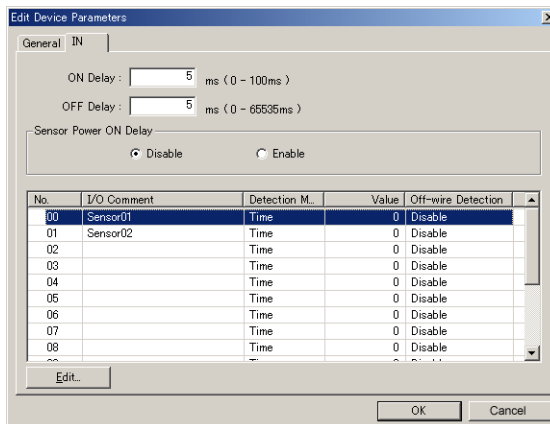 Edit Device Parameters
General IN
ON Delay : 5 ms ( 0 - 100ms )
OFF Delay : 5 ms ( 0 - 65535ms )
Sensor Power ON Delay
Disable Enable
No. I/O Comment Detection M... Value Off-wire Detection
00 Sensor01 Time 0 Disable
01 Sensor02 Time 0 Disable
02 Time 0 Disable
03 Time 0 Disable
04 Time 0 Disable
05 Time 0 Disable
06 Time 0 Disable
07 Time 0 Disable
08 Time 0 Disable
Edit...
OK Cancel